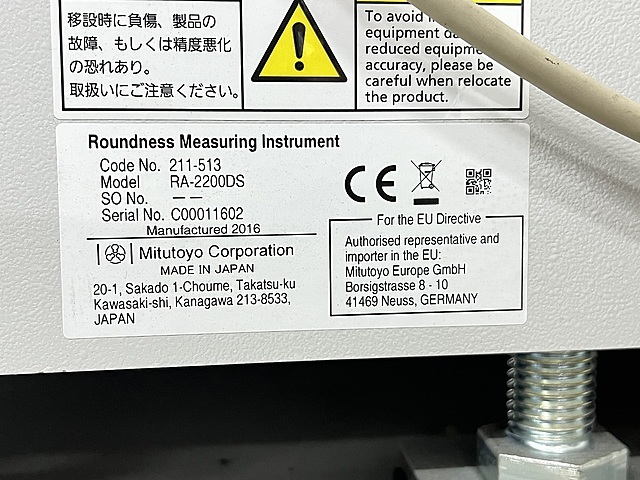 移設時に負傷、製品の
故障、もしくは精度悪化
の恐れあり。
取扱いにご注意ください。
To avoid
equipment
reduced
accuracy, please be
careful when relocate
the product.
Roundness Measuring Instrument
Code No. 211-513
Model RA-2200DS
SO No. — —
Serial No. C00011602
Manufactured 2016
Mitutoyo Corporation
MADE IN JAPAN
20-1, Sakado 1-Choume, Takatsu-ku
Kawasaki-shi, Kanagawa 213-8533,
JAPAN
CE
For the EU Directive
Authorised representative and
importer in the EU:
Mitutoyo Europe GmbH
Borsigstrasse 8 - 10
41469 Neuss, GERMANY